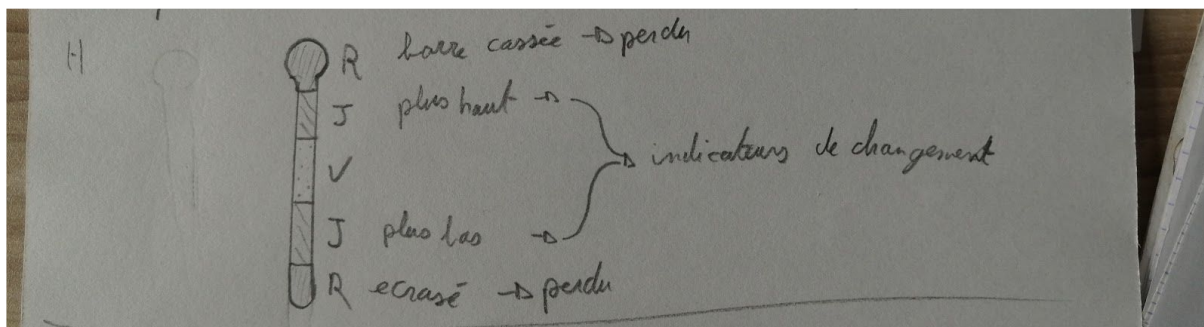 H
R barre cassée → perdu
J plus haut →
indicateurs de changement
V
J plus bas →
R ecrasé → perdu